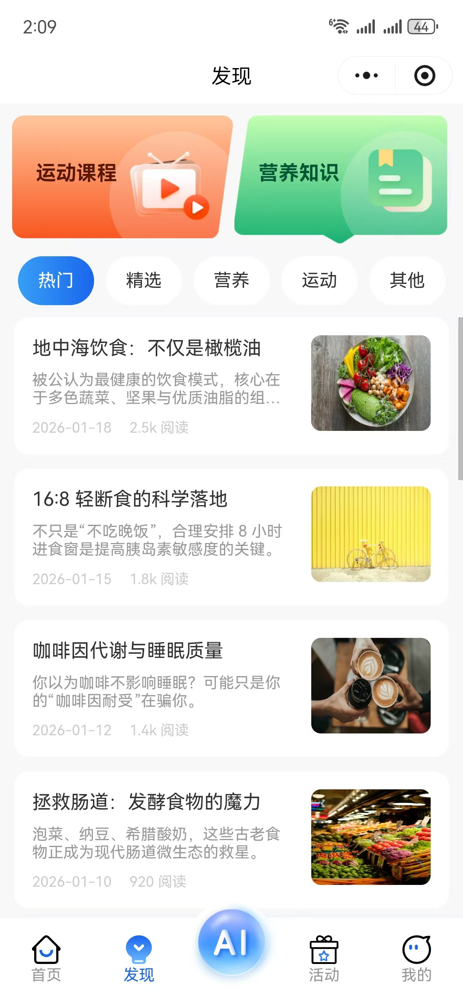 2:09
6+
44
发现
运动课程
营养知识
热门
精选
营养
运动
其他
地中海饮食：不仅是橄榄油
被公认为最健康的饮食模式，核心在
于多色蔬菜、坚果与优质油脂的组...
2026-01-18 2.5k 阅读
16:8 轻断食的科学落地
不只是“不吃晚饭”，合理安排 8 小时
进食窗是提高胰岛素敏感度的关键。
2026-01-15 1.8k 阅读
咖啡因代谢与睡眠质量
你以为咖啡不影响睡眠？可能只是你
的“咖啡因耐受”在骗你。
2026-01-12 1.4k 阅读
拯救肠道：发酵食物的魔力
泡菜、纳豆、希腊酸奶，这些古老食
物正成为现代肠道微生态的救星。
2026-01-10 920 阅读
首页
发现
AI
活动
我的